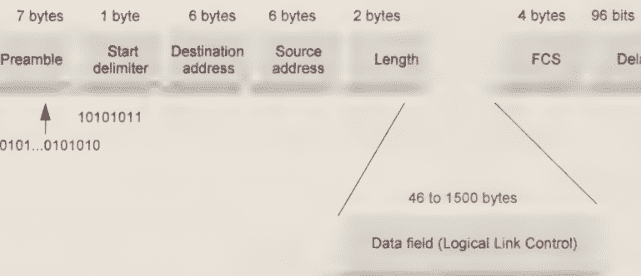 7 bytes 1 byte 6 bytes 6 bytes 2 bytes 4 bytes 96 bits
Preamble Start delimiter Destination address Source address Length FCS Dela
10101011
0101...0101010
46 to 1500 bytes
Data field (Logical Link Control)